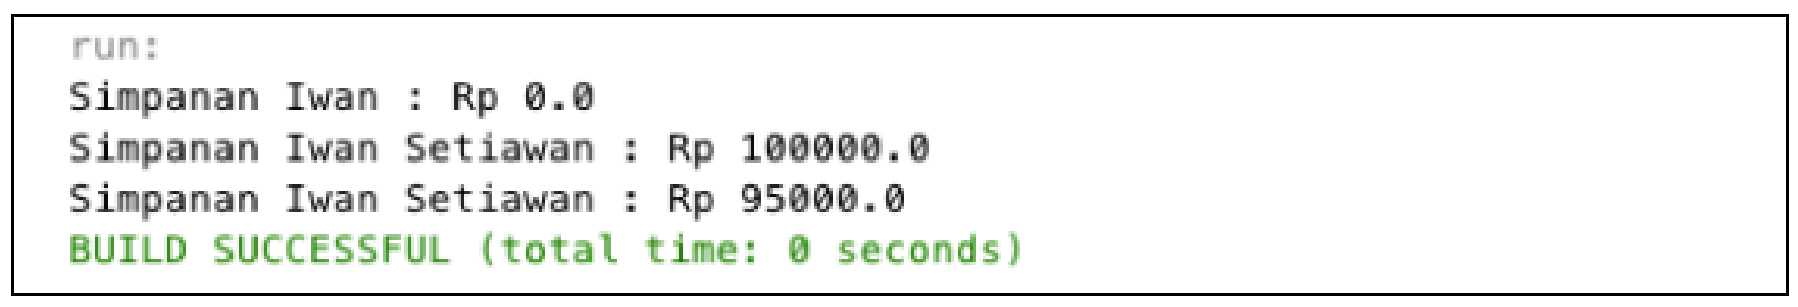 run:
Simpanan Iwan : Rp 0.0
Simpanan Iwan Setiawan : Rp 100000.0
Simpanan Iwan Setiawan : Rp 95000.0
BUILD SUCCESSFUL (total time: 0 seconds)